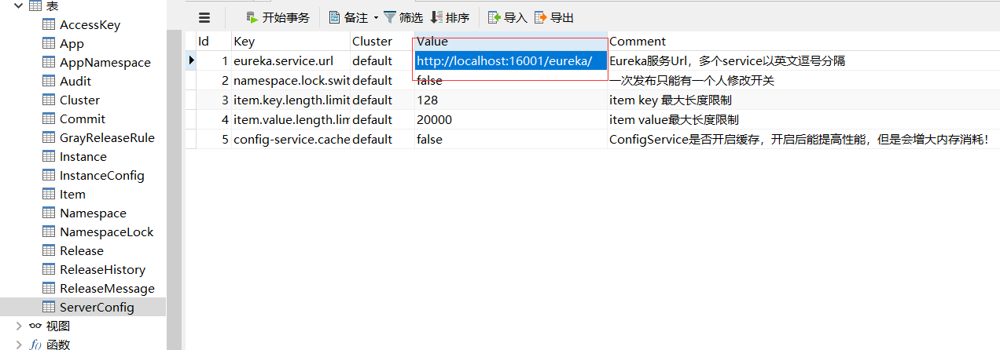 表
AccessKey
App
AppNamespace
Audit
Cluster
Commit
GrayReleaseRule
Instance
InstanceConfig
Item
Namespace
NamespaceLock
Release
ReleaseHistory
ReleaseMessage
ServerConfig
视图
函数
开始事务 备注 筛选 排序 导入 导出
Id Key Cluster Value Comment
1 eureka.service.url default http://localhost:16001/eureka/ Eureka服务Url，多个service以英文逗号分隔
2 namespace.lock.swit default false 一次发布只能有一个人修改开关
3 item.key.length.limit default 128 item key 最大长度限制
4 item.value.length.lim default 20000 item value最大长度限制
5 config-service.cache default false ConfigService是否开启缓存，开启后能提高性能，但是会增大内存消耗！